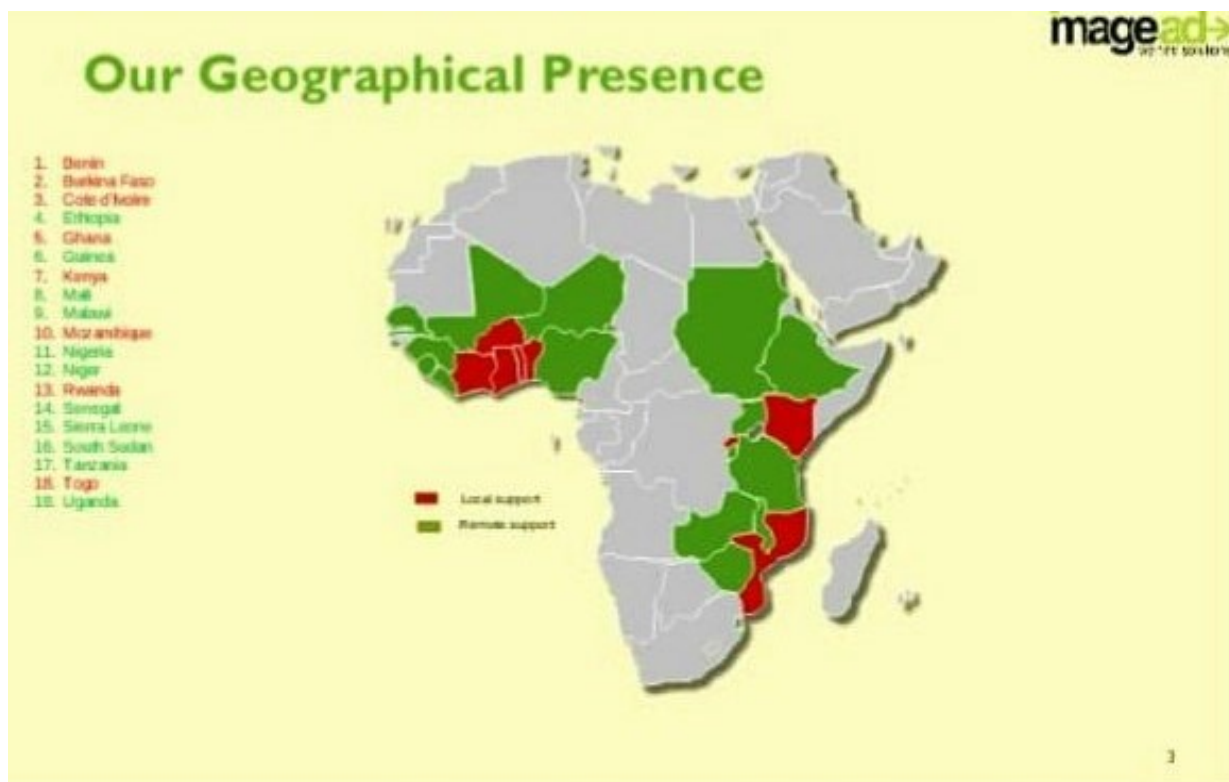 magead
Our Geographical Presence
1. Benin
2. Burkina Faso
3. Cote d'Ivoire
4. Ethiopia
5. Ghana
6. Guinea
7. Kenya
8. Mali
9. Malawi
10. Mozambique
11. Nigeria
12. Niger
13. Rwanda
14. Senegal
15. Sierra Leone
16. South Sudan
17. Tanzania
18. Togo
19. Uganda
Local support
Remote support
3